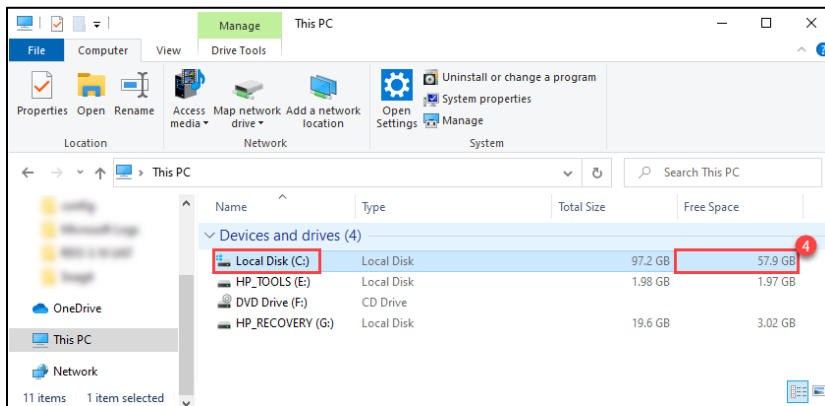 Manage This PC
File Computer View Drive Tools
Properties Open Rename Access media Map network drive Add a network location Open Settings
Uninstall or change a program
System properties
Manage
Location Network System
This PC Search This PC
Name Type Total Size Free Space
Devices and drives (4)
4
Local Disk (C:) Local Disk 97.2 GB 57.9 GB
HP_TOOLS (E:) Local Disk 1.98 GB 1.97 GB
DVD Drive (F:) CD Drive
HP_RECOVERY (G:) Local Disk 19.6 GB 3.02 GB
OneDrive
This PC
Network
11 items 1 item selected